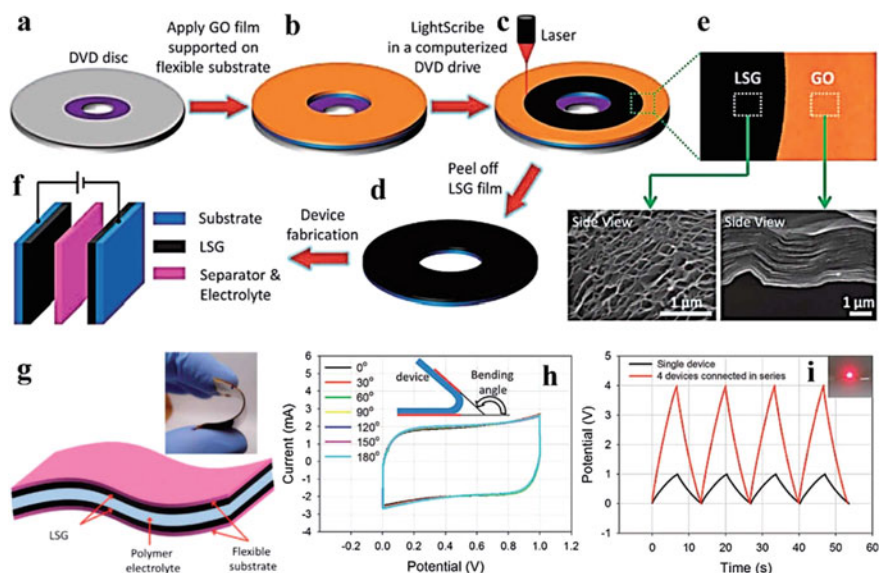 a
DVD disc
Apply GO film
supported on
flexible substrate
b
LightScribe
in a computerized
DVD drive
c
Laser
e
LSG
GO
Peel off
LSG film
d
Device
fabrication
f
Substrate
LSG
Separator &
Electrolyte
Side View
1 µm
Side View
1 µm
g
LSG
Polymer
electrolyte
Flexible
substrate
h
device
Bending
angle
0°
30°
60°
90°
120°
150°
180°
Current (mA)
4
3
2
1
0
-1
-2
-3
-4
-0.2 0.0 0.2 0.4 0.6 0.8 1.0
Potential (V)
i
Single device
4 devices connected in series
Potential (V)
5
4
3
2
1
0
0 10 20 30 40 50 60
Time (s)